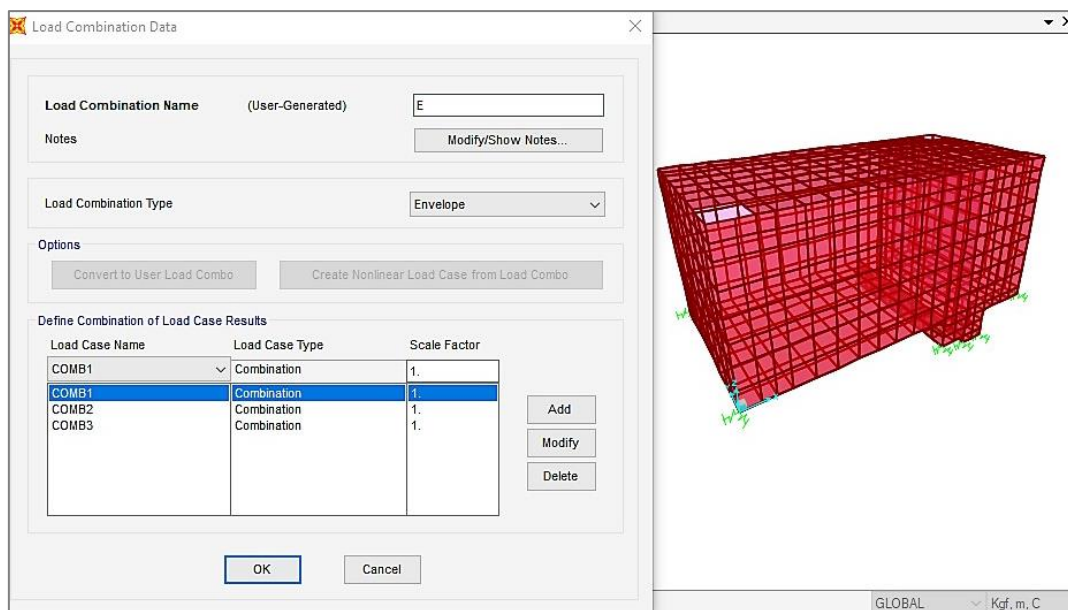 Load Combination Data
Load Combination Name (User-Generated) E
Notes Modify/Show Notes...
Load Combination Type Envelope
Options
Convert to User Load Combo Create Nonlinear Load Case from Load Combo
Define Combination of Load Case Results
Load Case Name Load Case Type Scale Factor
COMB1 Combination 1.
COMB1 Combination 1.
COMB2 Combination 1.
COMB3 Combination 1.
Add
Modify
Delete
OK Cancel
GLOBAL Kgf, m, C